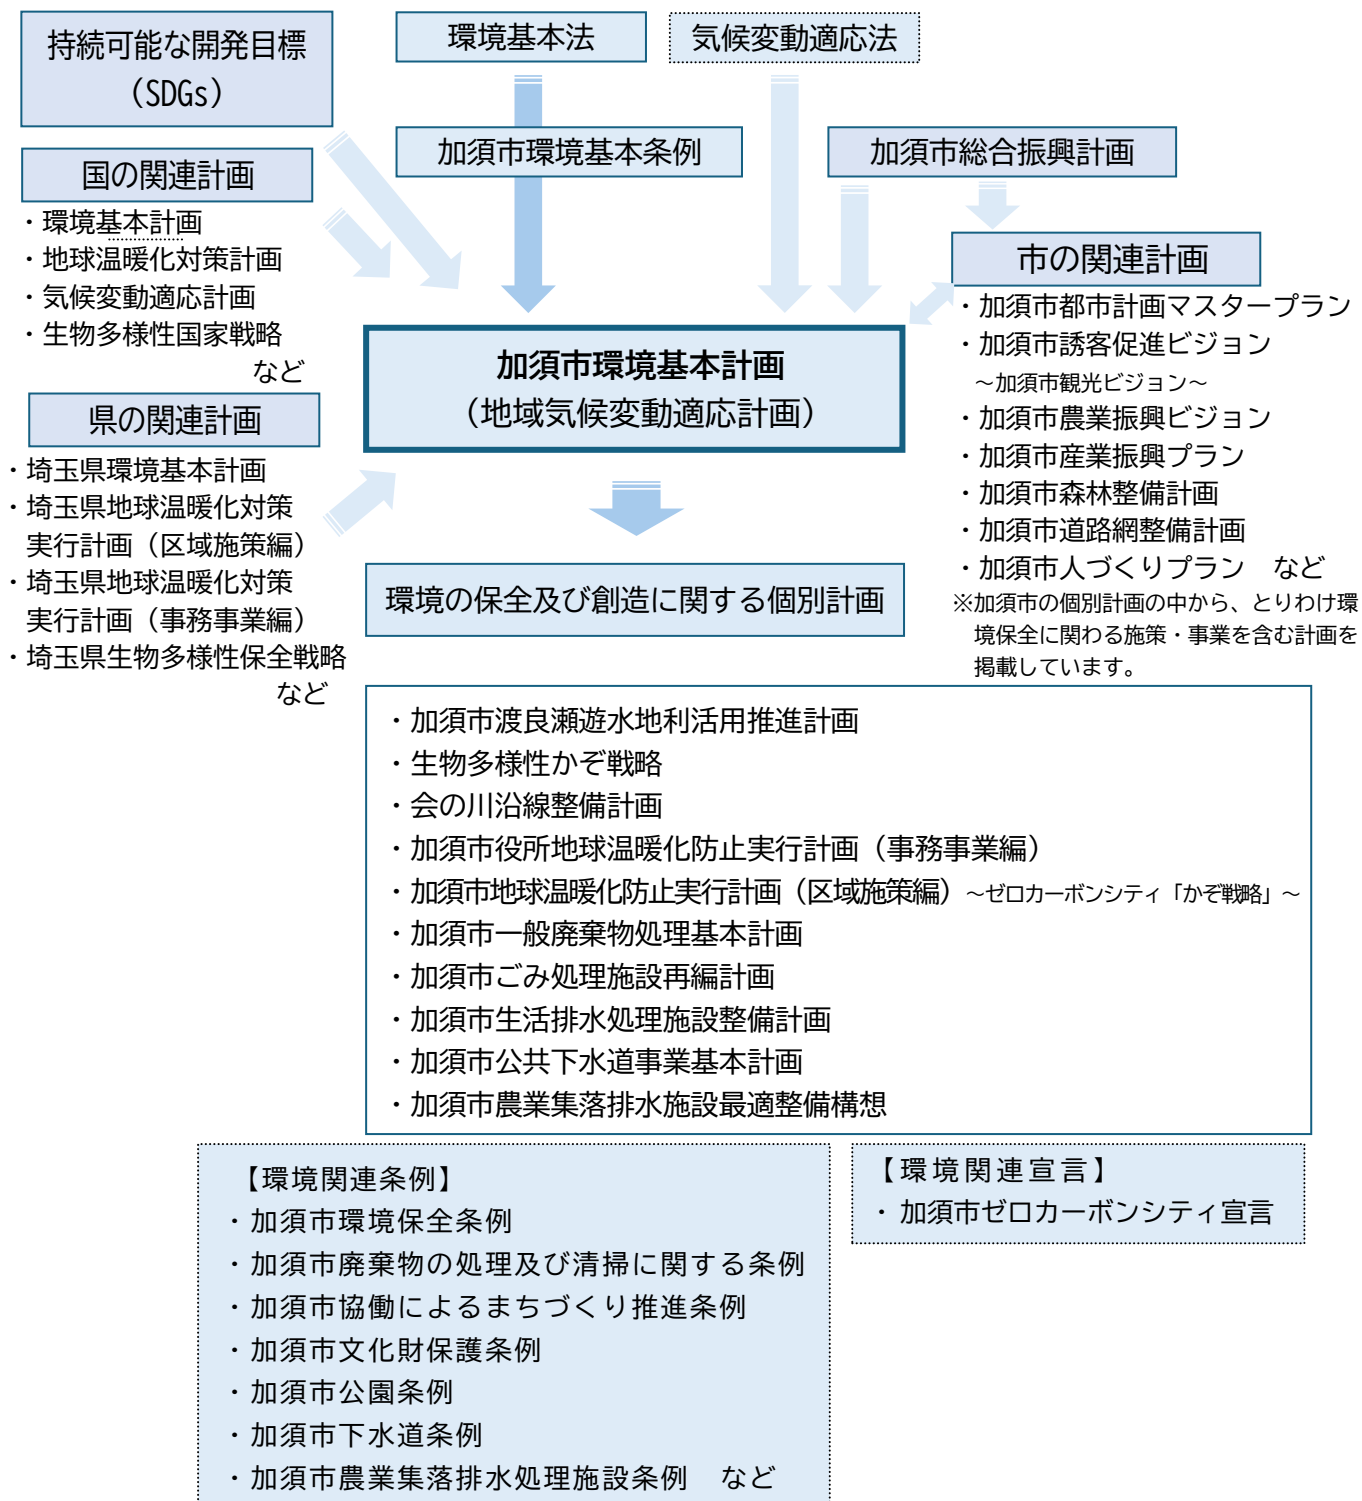 持続可能な開発目標
（SDGs）
環境基本法
気候変動適応法
加須市環境基本条例
加須市総合振興計画
国の関連計画
・環境基本計画
・地球温暖化対策計画
・気候変動適応計画
・生物多様性国家戦略
など
県の関連計画
・埼玉県環境基本計画
・埼玉県地球温暖化対策
実行計画（区域施策編）
・埼玉県地球温暖化対策
実行計画（事務事業編）
・埼玉県生物多様性保全戦略
など
加須市環境基本計画
（地域気候変動適応計画）
市の関連計画
・加須市都市計画マスタープラン
・加須市誘客促進ビジョン
～加須市観光ビジョン～
・加須市農業振興ビジョン
・加須市産業振興プラン
・加須市森林整備計画
・加須市道路網整備計画
・加須市人づくりプラン　など
※加須市の個別計画の中から、とりわけ環
境保全に関わる施策・事業を含む計画を
掲載しています。
環境の保全及び創造に関する個別計画
・加須市渡良瀬遊水地利活用推進計画
・生物多様性かぞ戦略
・会の川沿線整備計画
・加須市役所地球温暖化防止実行計画（事務事業編）
・加須市地球温暖化防止実行計画（区域施策編）～ゼロカーボンシティ「かぞ戦略」～
・加須市一般廃棄物処理基本計画
・加須市ごみ処理施設再編計画
・加須市生活排水処理施設整備計画
・加須市公共下水道事業基本計画
・加須市農業集落排水施設最適整備構想
【環境関連条例】
・加須市環境保全条例
・加須市廃棄物の処理及び清掃に関する条例
・加須市協働によるまちづくり推進条例
・加須市文化財保護条例
・加須市公園条例
・加須市下水道条例
・加須市農業集落排水処理施設条例　など
【環境関連宣言】
・加須市ゼロカーボンシティ宣言